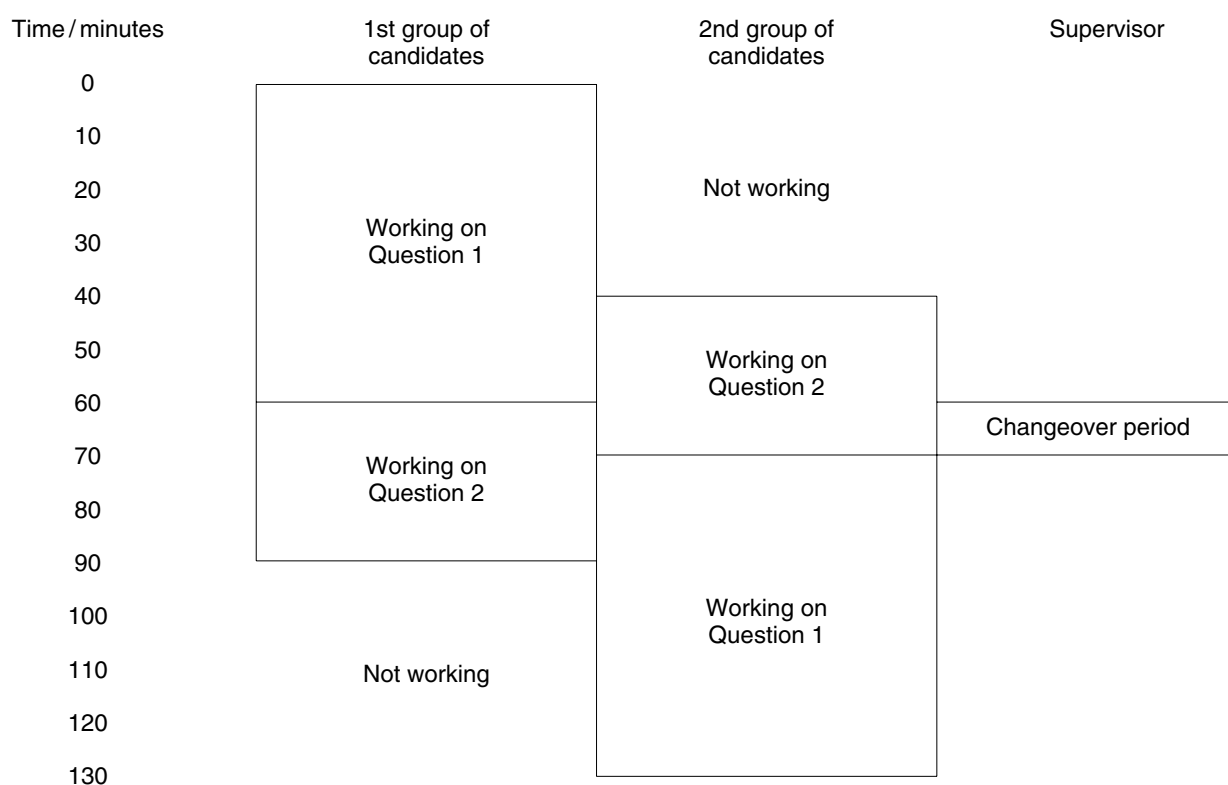 Time / minutes
1st group of
candidates
2nd group of
candidates
Supervisor
0
10
20
Not working
Working on
Question 1
30
40
50
Working on
Question 2
60
Changeover period
70
Working on
Question 2
80
90
100
Working on
Question 1
110
Not working
120
130